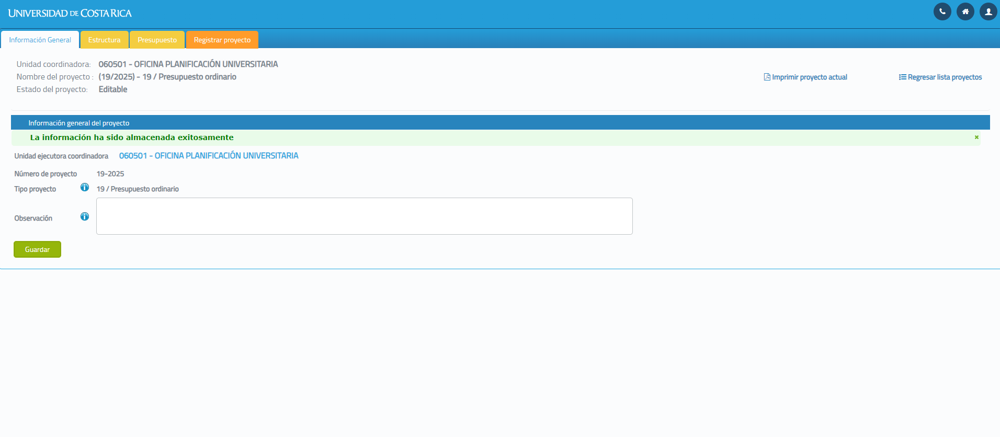 UNIVERSIDAD DE COSTA RICA
Información General Estructura Presupuesto Registrar proyecto
Unidad coordinadora: 060501 - OFICINA PLANIFICACIÓN UNIVERSITARIA
Nombre del proyecto : (19/2025) - 19 / Presupuesto ordinario
Imprimir proyecto actual Regresar lista proyectos
Estado del proyecto: Editable
Información general del proyecto
La información ha sido almacenada exitosamente
Unidad ejecutora coordinadora 060501 - OFICINA PLANIFICACIÓN UNIVERSITARIA
Número de proyecto 19-2025
Tipo proyecto 19 / Presupuesto ordinario
Observación
Guardar